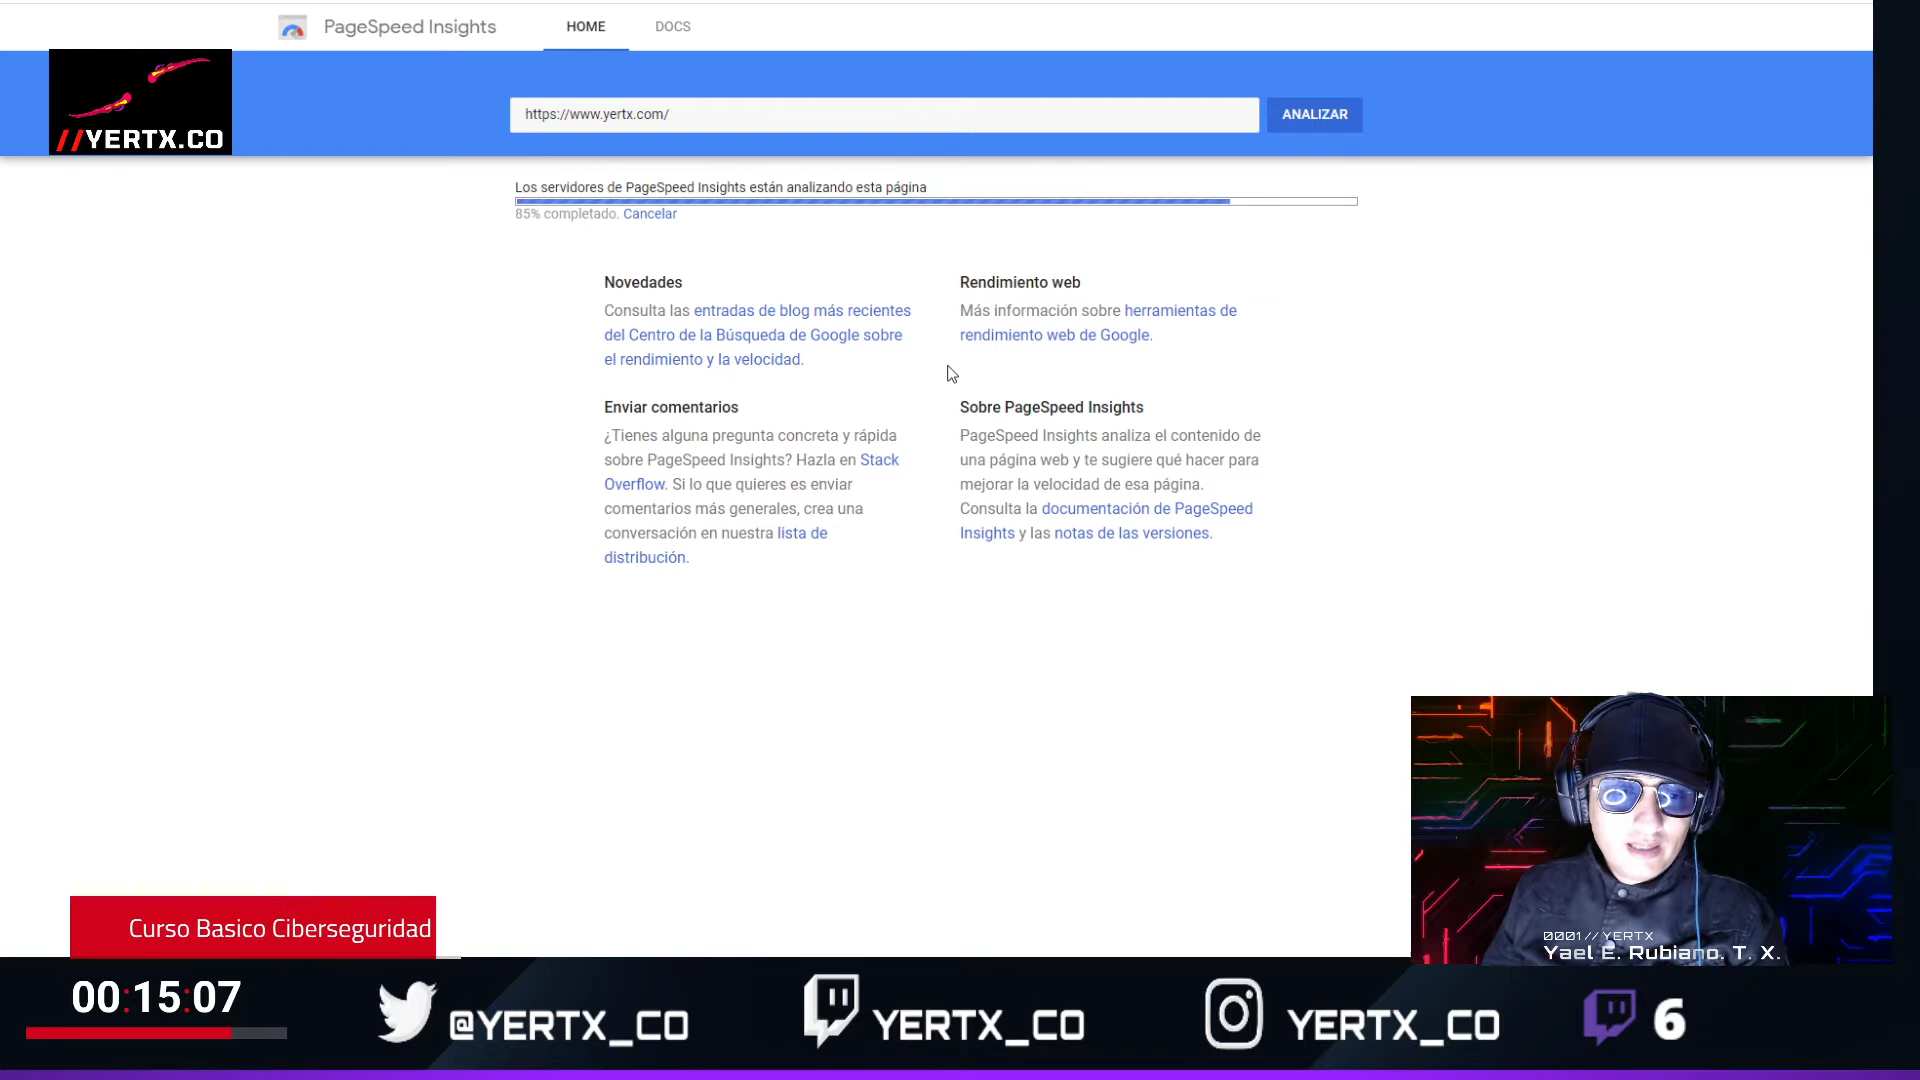 PageSpeed Insights
HOME
DOCS
//YERTX.CO
https://www.yertx.com/
ANALIZAR
Los servidores de PageSpeed Insights están analizando esta página
85% completado. Cancelar
Novedades
Consulta las entradas de blog más recientes
del Centro de la Búsqueda de Google sobre
el rendimiento y la velocidad.
Rendimiento web
Más información sobre herramientas de
rendimiento web de Google.
Enviar comentarios
¿Tienes alguna pregunta concreta y rápida
sobre PageSpeed Insights? Hazla en Stack
Overflow. Si lo que quieres es enviar
comentarios más generales, crea una
conversación en nuestra lista de
distribución.
Sobre PageSpeed Insights
PageSpeed Insights analiza el contenido de
una página web y te sugiere qué hacer para
mejorar la velocidad de esa página.
Consulta la documentación de PageSpeed
Insights y las notas de las versiones.
0001 // YERTX
Yael E. Rubiano. T. X.
Curso Basico Ciberseguridad
00:15:07
@YERTX_CO
YERTX_CO
YERTX_CO
6